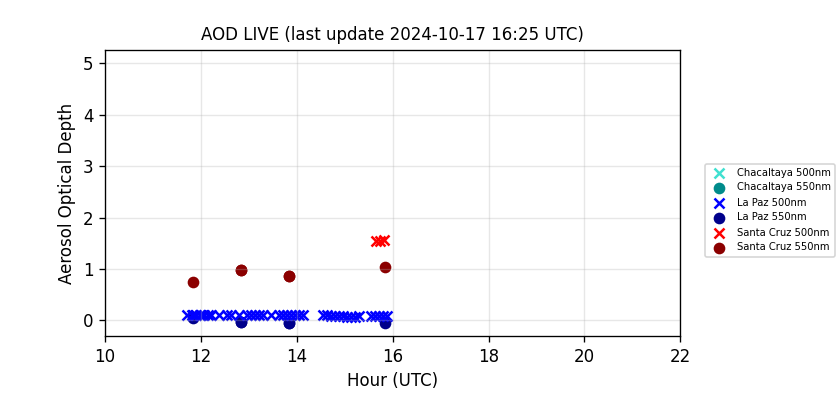 AOD LIVE (last update 2024-10-17 16:25 UTC)
Aerosol Optical Depth
5
4
3
2
1
0
10 12 14 16 18 20 22
Hour (UTC)
Chacaltaya 500nm
Chacaltaya 550nm
La Paz 500nm
La Paz 550nm
Santa Cruz 500nm
Santa Cruz 550nm